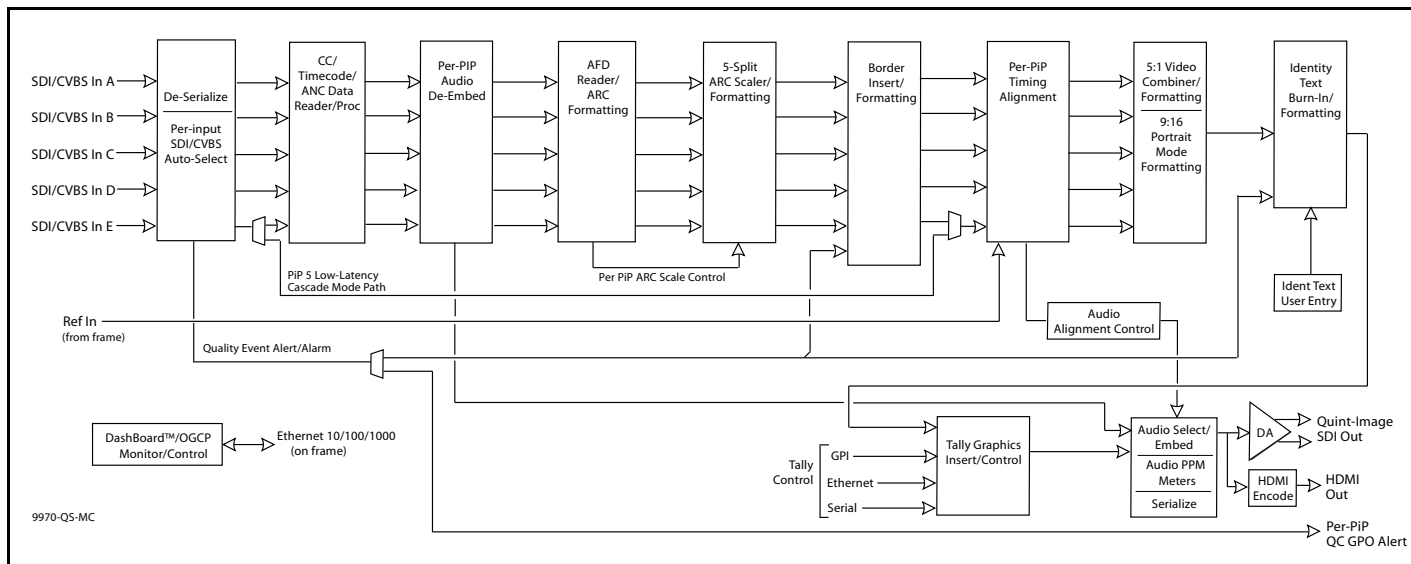 SDI/CVBS In A
SDI/CVBS In B
SDI/CVBS In C
SDI/CVBS In D
SDI/CVBS In E
De-Serialize
Per-input
SDI/CVBS
Auto-Select
CC/
Timecode/
ANC Data
Reader/Proc
Per-PIP
Audio
De-Embed
AFD
Reader/
ARC
Formatting
5-Split
ARC Scaler/
Formatting
Border
Insert/
Formatting
Per-PiP
Timing
Alignment
5:1 Video
Combiner/
Formatting
9:16
Portrait
Mode
Formatting
Identity
Text
Burn-In/
Formatting
PiP 5 Low-Latency
Cascade Mode Path
Per PiP ARC Scale Control
Ident Text
User Entry
Ref In
(from frame)
Audio
Alignment Control
Quality Event Alert/Alarm
DashBoard™/OGCP
Monitor/Control
Ethernet 10/100/1000
(on frame)
Tally
Control
GPI
Ethernet
Serial
Tally Graphics
Insert/Control
Audio Select/
Embed
Audio PPM
Meters
Serialize
DA
Quint-Image
SDI Out
HDMI
Encode
HDMI
Out
9970-QS-MC
Per-PiP
QC GPO Alert